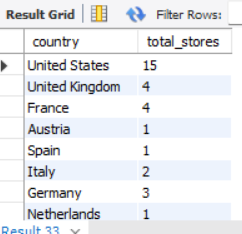 Result Grid Filter Rows:
country total_stores
United States 15
United Kingdom 4
France 4
Austria 1
Spain 1
Italy 2
Germany 3
Netherlands 1
Result 33